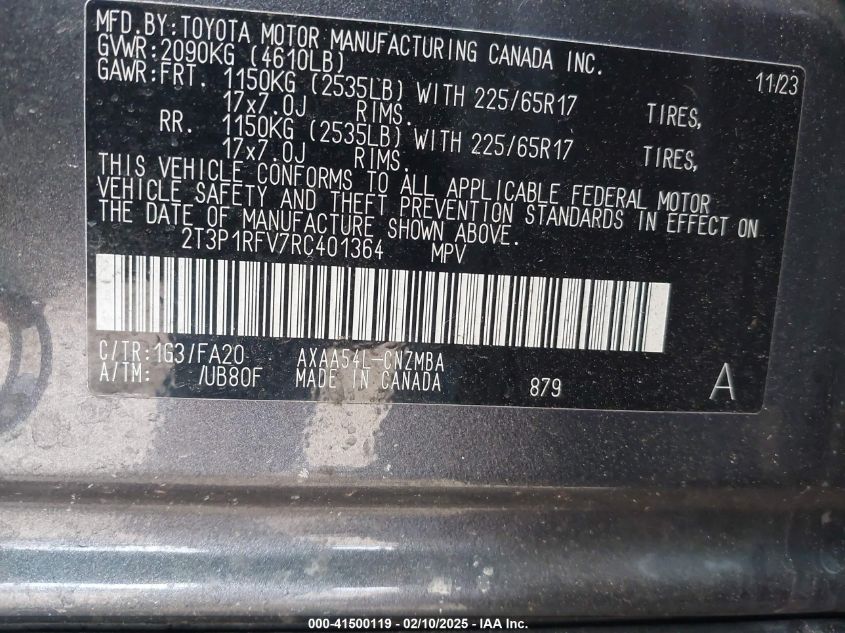 MFD.BY:TOYOTA MOTOR MANUFACTURING CANADA INC.
GVWR:2090KG (4610LB) 11/23
GAWR:FRT. 1150KG (2535LB) WITH 225/65R17 TIRES,
17x7.0J RIMS.
RR. 1150KG (2535LB) WITH 225/65R17 TIRES,
17x7.0J RIMS.
THIS VEHICLE CONFORMS TO ALL APPLICABLE FEDERAL MOTOR
VEHICLE SAFETY AND THEFT PREVENTION STANDARDS IN EFFECT ON
THE DATE OF MANUFACTURE SHOWN ABOVE.
2T3P1RFV7RC401364 MPV
C/TR:1G3/FA20 AXAA54L-CNZMBA
A/TM: /UB80F MADE IN CANADA 879 A
000-41500119 — 02/10/2025 — IAA Inc.